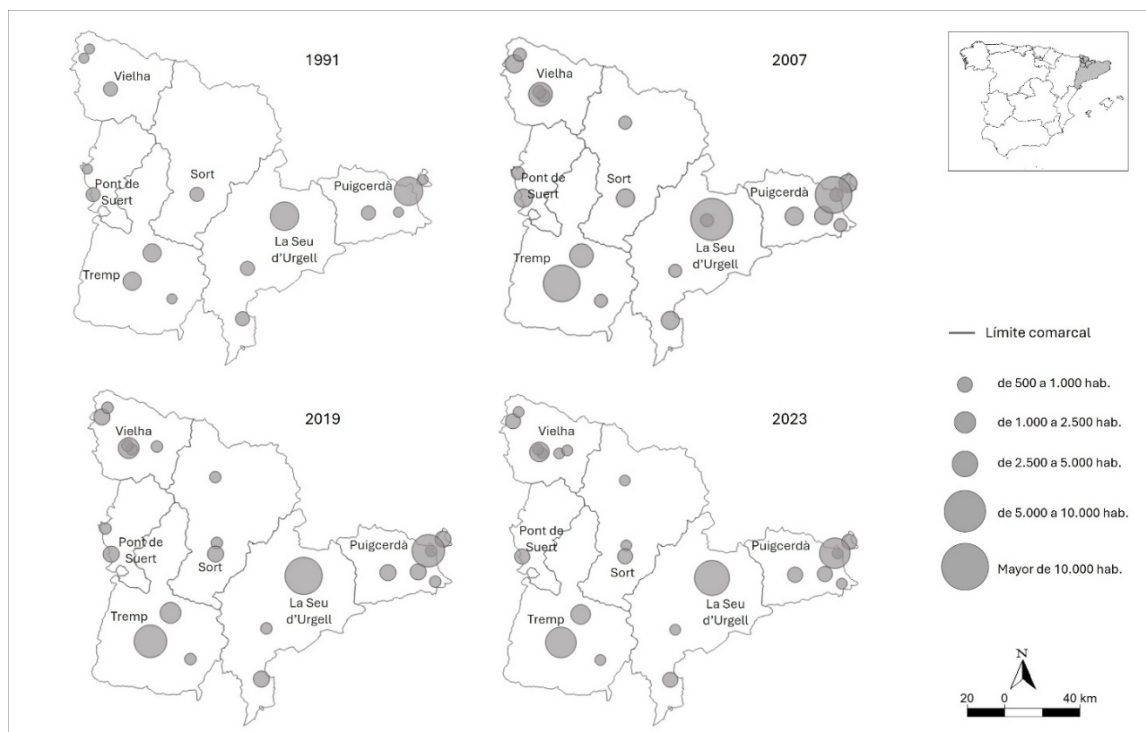 1991
Vielha
Pont de
Suert
Sort
Puigcerdà
La Seu
d'Urgell
Tremp
2007
Vielha
Pont de
Suert
Sort
Puigcerdà
La Seu
d'Urgell
Tremp
2019
Vielha
Pont de
Suert
Sort
Puigcerdà
La Seu
d'Urgell
Tremp
2023
Vielha
Pont de
Suert
Sort
Puigcerdà
La Seu
d'Urgell
Tremp
Límite comarcal
de 500 a 1.000 hab.
de 1.000 a 2.500 hab.
de 2.500 a 5.000 hab.
de 5.000 a 10.000 hab.
Mayor de 10.000 hab.
N
20 0 20 40 km